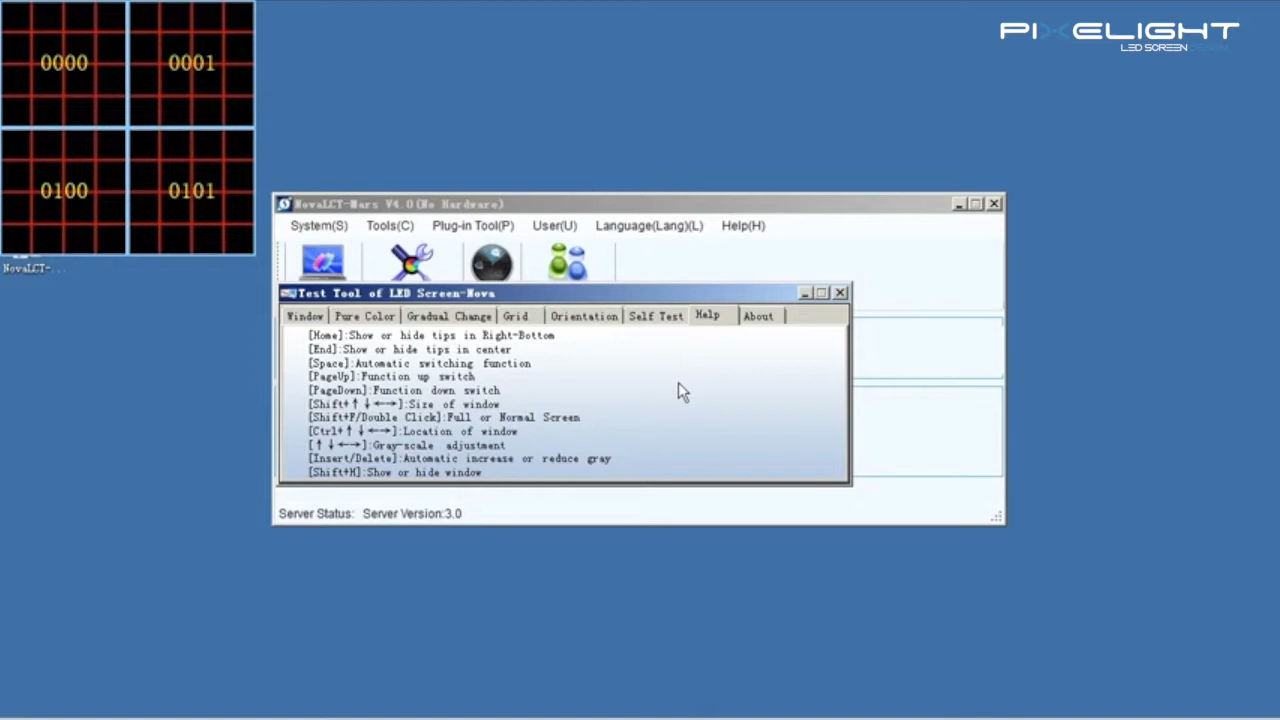 0000
0001
0100
0101
PIXELIGHT
LED SCREEN DESIGN
NovaLCT-...
NovaLCT-Mars V4.0(No Hardware)
System(S) Tools(C) Plug-in Tool(P) User(U) Language(Lang)(L) Help(H)
Test Tool of LED Screen-Nova
Window Pure Color Gradual Change Grid Orientation Self Test Help About
[Home]:Show or hide tips in Right-Bottom
[End]:Show or hide tips in center
[Space]:Automatic switching function
[PageUp]:Function up switch
[PageDown]:Function down switch
[Shift+↑↓←→]:Size of window
[Shift+F/Double Click]:Full or Normal Screen
[Ctrl+↑↓←→]:Location of window
[↑↓←→]:Gray-scale adjustment
[Insert/Delete]:Automatic increase or reduce gray
[Shift+H]:Show or hide window
Server Status: Server Version:3.0